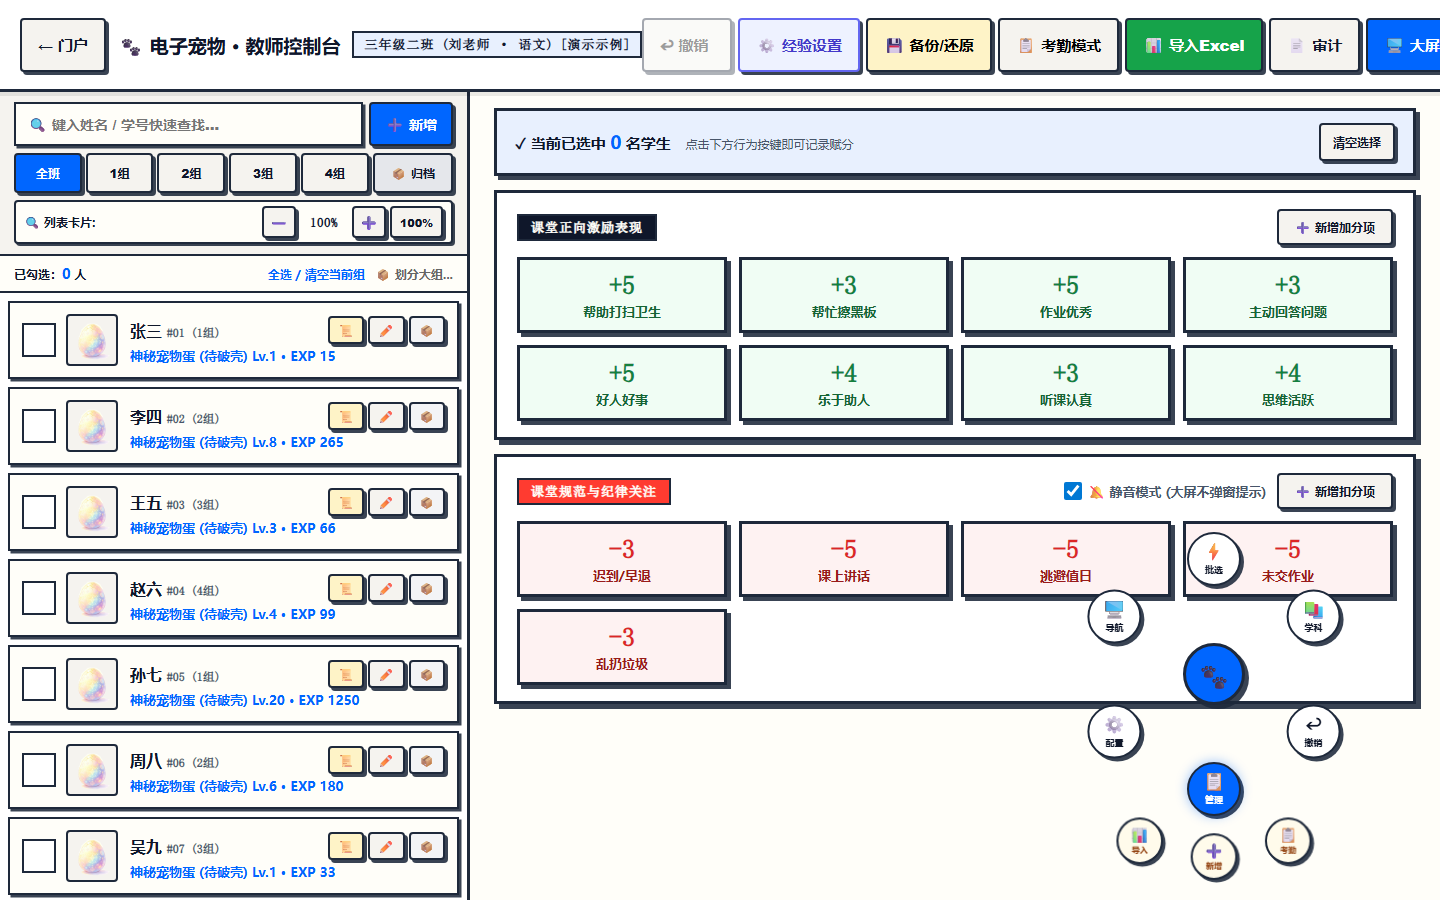 ←门户
电子宠物 • 教师控制台
三年级二班 (刘老师 • 语文) [演示示例]
撤销
经验设置
备份/还原
考勤模式
导入Excel
审计
大屏
键入姓名 / 学号快速查找...
新增
全班
1组
2组
3组
4组
归档
列表卡片:
100%
100%
已勾选: 0 人
全选 / 清空当前组
划分大组...
张三 #01 (1组)
神秘宠物蛋 (待破壳) Lv.1 • EXP 15
李四 #02 (2组)
神秘宠物蛋 (待破壳) Lv.8 • EXP 265
王五 #03 (3组)
神秘宠物蛋 (待破壳) Lv.3 • EXP 66
赵六 #04 (4组)
神秘宠物蛋 (待破壳) Lv.4 • EXP 99
孙七 #05 (1组)
神秘宠物蛋 (待破壳) Lv.20 • EXP 1250
周八 #06 (2组)
神秘宠物蛋 (待破壳) Lv.6 • EXP 180
吴九 #07 (3组)
神秘宠物蛋 (待破壳) Lv.1 • EXP 33
✓ 当前已选中 0 名学生
点击下方行为按键即可记录赋分
清空选择
课堂正向激励表现
新增加分项
+5
帮助打扫卫生
+3
帮忙擦黑板
+5
作业优秀
+3
主动回答问题
+5
好人好事
+4
乐于助人
+3
听课认真
+4
思维活跃
课堂规范与纪律关注
静音模式 (大屏不弹窗提示)
新增扣分项
−3
迟到/早退
−5
课上讲话
−5
逃避值日
−5
未交作业
−3
乱扔垃圾
批选
导航
学科
配置
撤销
管理
导入
新增
考勤